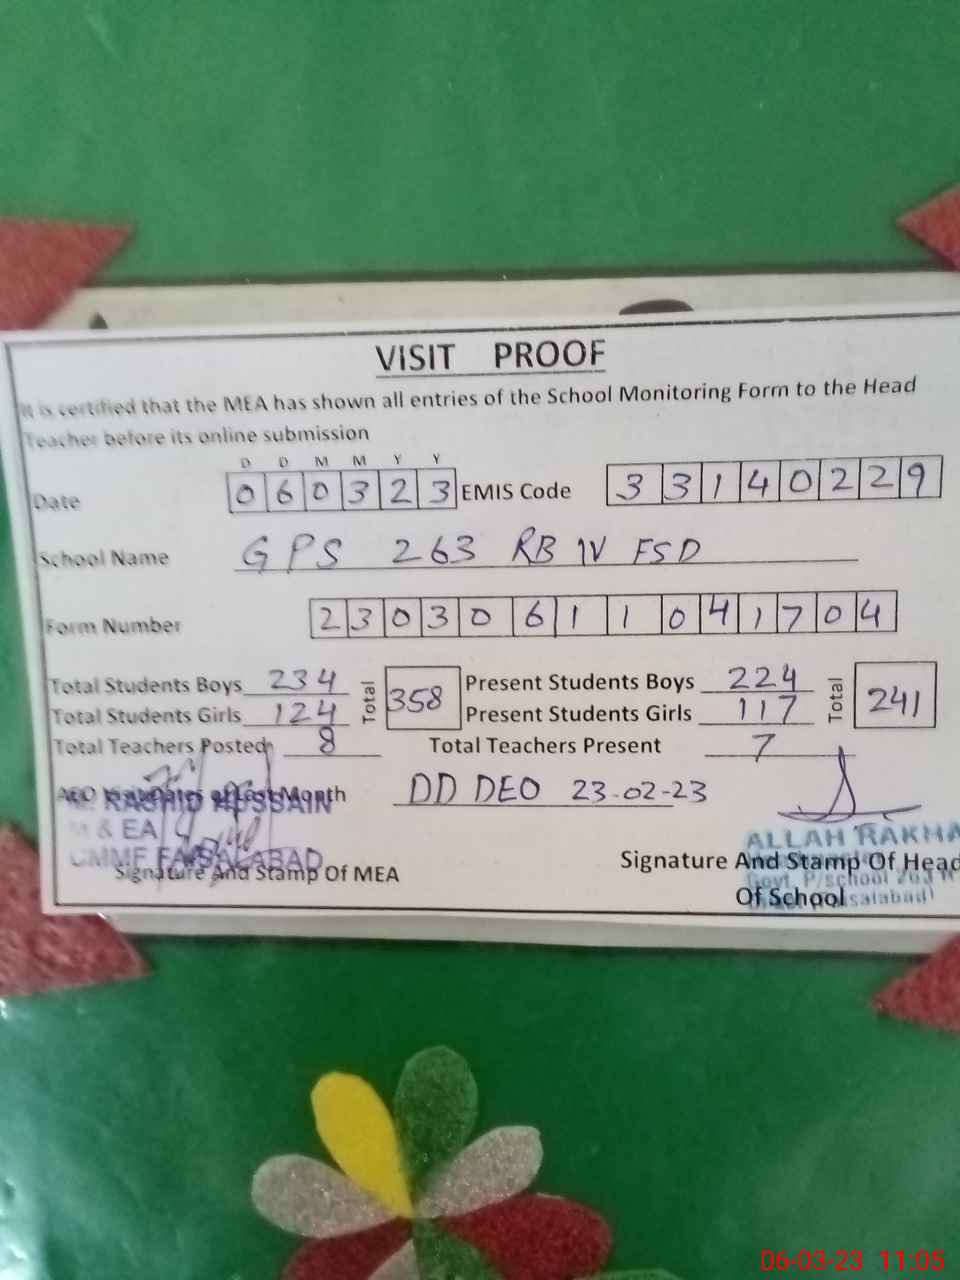 VISIT PROOF
It is certified that the MEA has shown all entries of the School Monitoring Form to the Head
Teacher before its online submission
D D M M Y Y
Date 0 6 0 3 2 3 EMIS Code 3 3 1 4 0 2 2 9
School Name GPS 263 RB IV FSD
Form Number 2 3 0 3 0 6 1 1 0 4 1 7 0 4
Total Students Boys 234 Total 358 Present Students Boys 224 Total 241
Total Students Girls 124 Present Students Girls 117
Total Teachers Posted 8 Total Teachers Present 7
AEO of Last Month DD DEO 23-02-23
RASHID HUSSAIN
M & EA
CMMF FAISALABAD
Signature And Stamp Of MEA
ALLAH RAKHA
Signature And Stamp Of Head
Govt. P/school
Of School
06-03-23 11:05